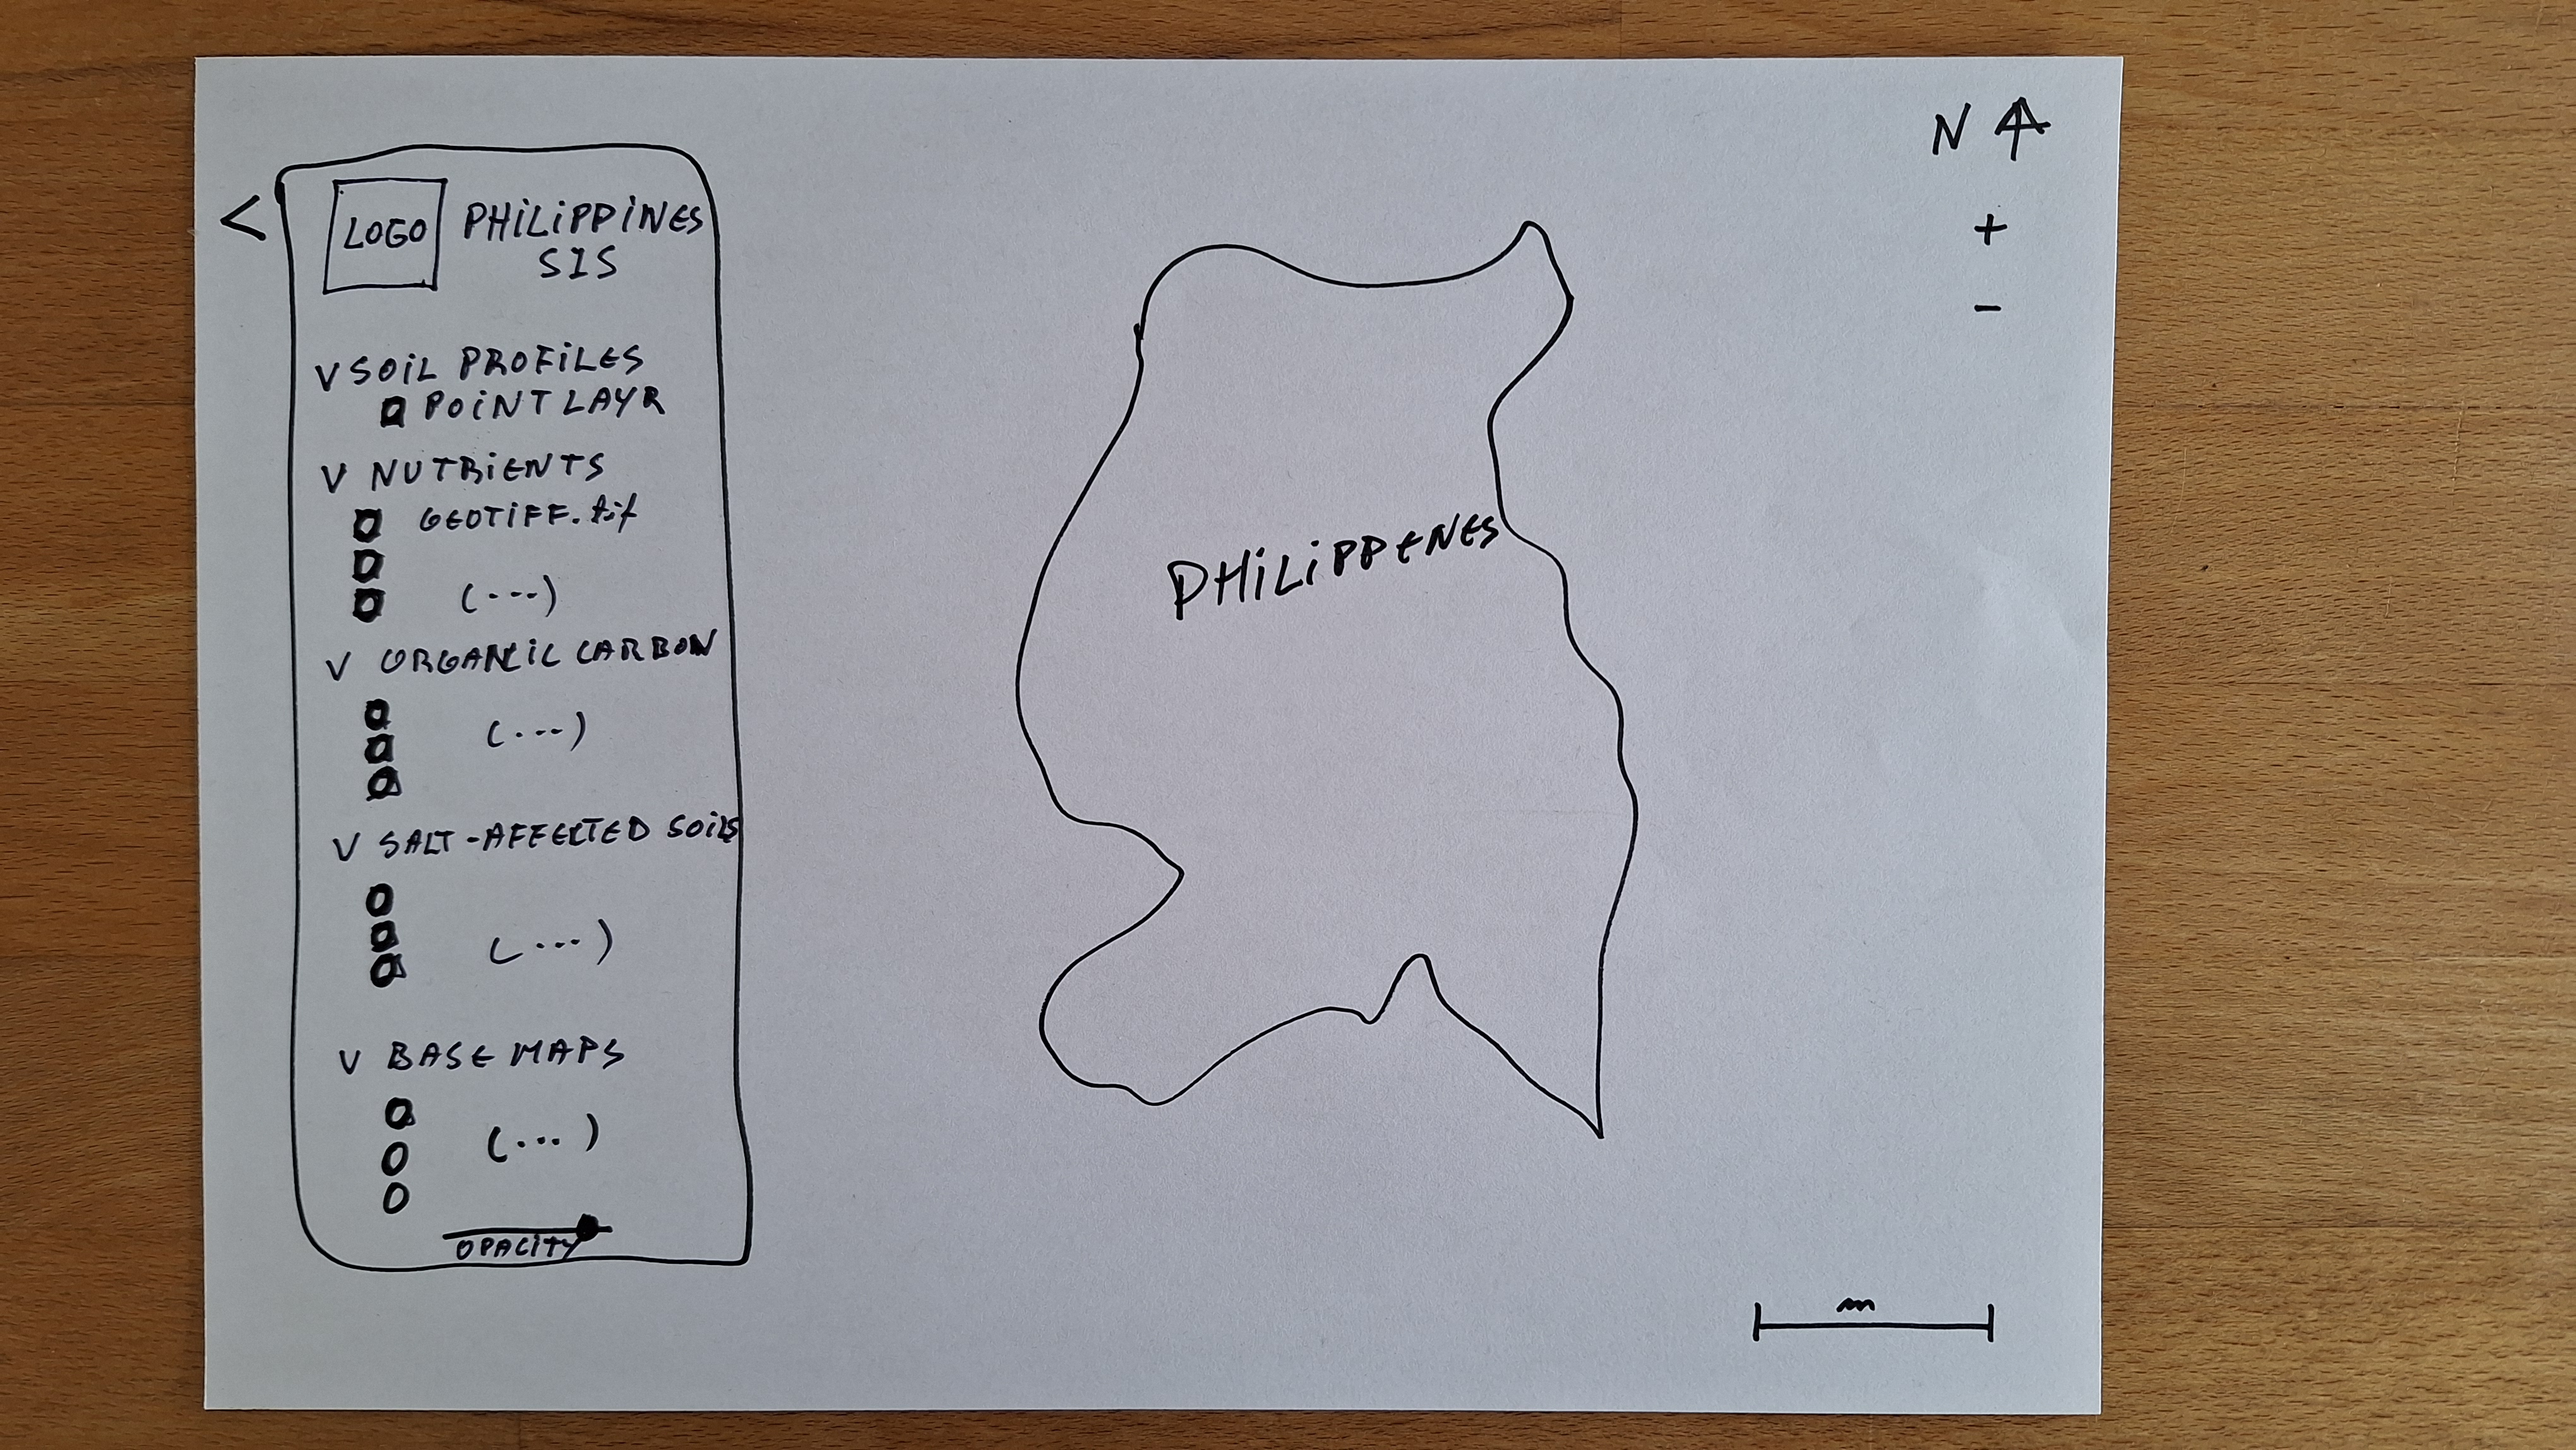 <
LOGO
PHILIPPINES
SIS
V SOIL PROFILES
POINT LAYR
V NUTRIENTS
GEOTIFF.tif
(...)
V ORGANIC CARBON
(...)
V SALT-AFFECTED SOILS
(...)
V BASE MAPS
(...)
OPACITY
PHILIPPENES
N
+
-
m